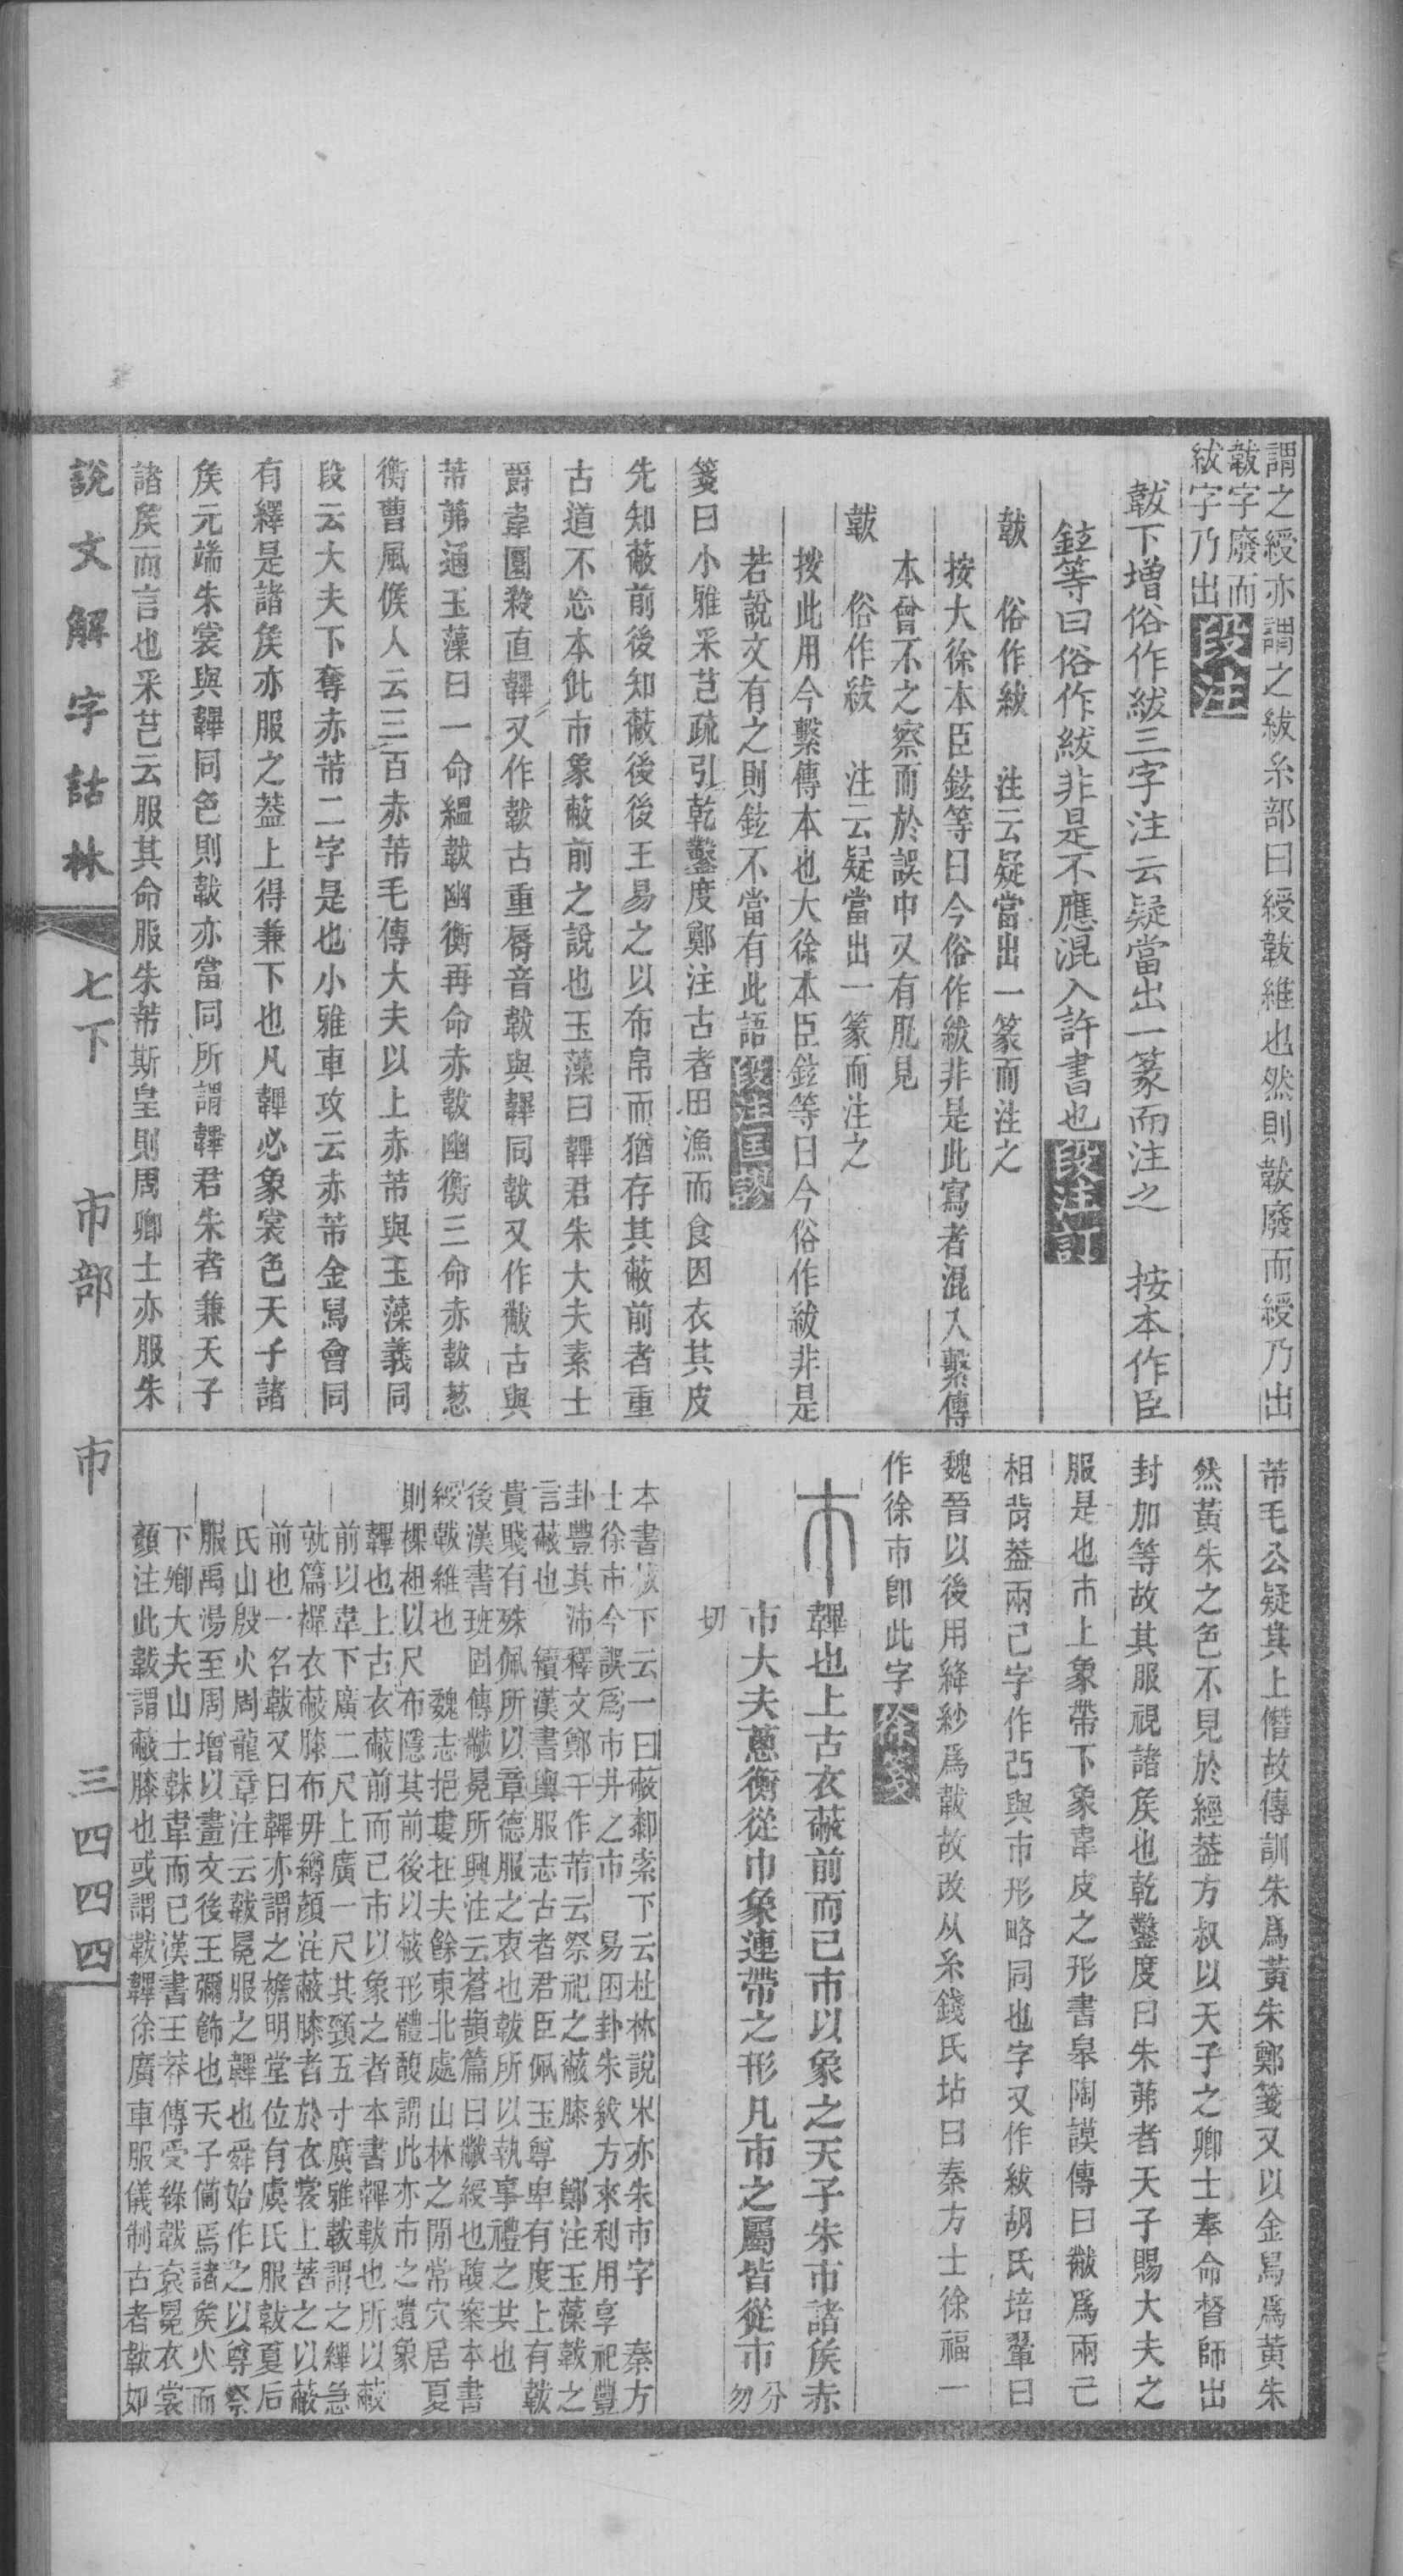 謂之綬亦謂之紱糸部曰綬韍維也然則韍廢而綬乃出
韍字廢而
紱字乃出段注
韍下增俗作紱三字注云疑當出一篆而注之　按本作臣
鉉等曰俗作紱非是不應混入許書也段注訂
韍　俗作紱　注云疑當出一篆而注之
按大徐本臣鉉等曰今俗作紱非是此寫者混入繫傳
本曾不之察而於誤中又有肊見
韍　俗作紱　注云疑當出一篆而注之
按此用今繫傳本也大徐本臣鉉等曰今俗作紱非是
若說文有之則鉉不當有此語段注匡謬
箋曰小雅采芑疏引乾鑿度鄭注古者田漁而食因衣其皮
先知蔽前後知蔽後後王易之以布帛而猶存其蔽前者重
古道不忘本此巿象蔽前之說也玉藻曰韠君朱大夫素士
爵韋圜殺直韠又作韍古重脣音韍與韠同韍又作黻古與
芾茀通玉藻曰一命縕韍幽衡再命赤韍幽衡三命赤韍葱
衡曹風候人云三百赤芾毛傳大夫以上赤芾與玉藻義同
段云大夫下奪赤芾二字是也小雅車攻云赤芾金舄會同
有繹是諸矦亦服之葢上得兼下也凡韠必象裳色天子諸
矦元端朱裳與韠同色則韍亦當同所謂韠君朱者兼天子
諸矦而言也采芑云服其命服朱芾斯皇則周卿士亦服朱
芾毛公疑其上僭故傳訓朱爲黃朱鄭箋又以金舄爲黃朱
然黃朱之色不見於經葢方叔以天子之卿士奉命督師出
封加等故其服視諸矦也乾鑿度曰朱茀者天子賜大夫之
服是也巿上象帶下象韋皮之形書皋陶謨傳曰黻爲兩己
相背葢兩己字作亞與巿形略同也字又作紱胡氏培翬曰
魏晉以後用絳紗爲韍故改从糸錢氏坫曰秦方士徐福一
作徐巿卽此字徐箋
巿　韠也上古衣蔽前而已巿以象之天子朱巿諸矦赤
巿大夫蔥衡從巾象連帶之形凡巿之屬皆從巿分勿
切
本書　下云一曰蔽䣛索下云杜林說𣎵亦朱巿字　秦方
士徐巿今誤爲市井之市　易困卦朱紱方來利用享祀豐
卦豐其沛釋文鄭干作芾云祭祀之蔽膝　鄭注玉藻韍之
言蔽也　續漢書輿服志古者君臣佩玉尊卑有度上有韍
貴賤有殊佩所以章德服之衷也韍所以執事禮之其也
後漢書班固傳黻冕所興注云蒼頡篇曰黻綬也馥案本書
綬韍維也　魏志挹婁在夫餘東北處山林之間常穴居夏
則裸袒以尺布隱其前後以蔽形體馥謂此亦巿之遺象
韠也上古衣蔽前而已巿以象之者本書韠韍也所以蔽
前以韋下廣二尺上廣一尺其頸五寸廣雅韍謂之縪急
就篇襌衣蔽膝布毋縛顏注蔽膝者於衣裳上著之以蔽
前也一名韍又曰韠亦謂之襜明堂位有虞氏服韍夏后
氏山殷火周龍章注云韍冕服之韠也舜始作之以尊祭
服禹湯至周增以畫文後王彌飾也天子備焉諸矦火而
下卿大夫山士韎韋而已漢書王莽傳受綠韍袞冕衣裳
顏注此韍謂蔽膝也或謂韍韠徐廣車服儀制古者韍如
說文解字詁林　七下　巿部　巿　三四四四